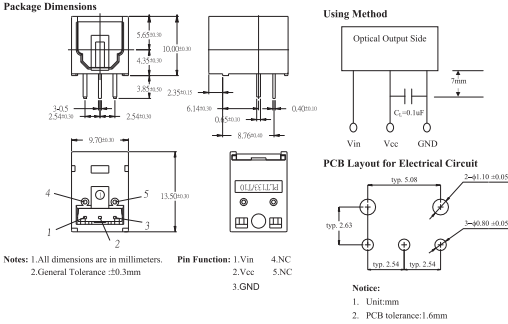 Package Dimensions
5.65±0.30
10.00±0.30
4.35±0.30
3.85±0.50
3-0.5
2.54±0.30
2.54±0.30
2.35±0.15
6.14±0.30
0.40±0.10
0.65±0.10
8.76±0.40
9.70±0.30
13.50±0.30
4
5
1
2
3
PLT133/T10
Notes: 1.All dimensions are in millimeters.
2.General Tolerance :±0.3mm
Pin Function: 1.Vin 4.NC
2.Vcc 5.NC
3.GND
Using Method
Optical Output Side
7mm
CL=0.1uF
Vin Vcc GND
PCB Layout for Electrical Circuit
typ. 5.08
2-ϕ1.10 ±0.05
typ. 2.63
3-ϕ0.80 ±0.05
typ. 2.54 typ. 2.54
Notice:
1. Unit:mm
2. PCB tolerance:1.6mm